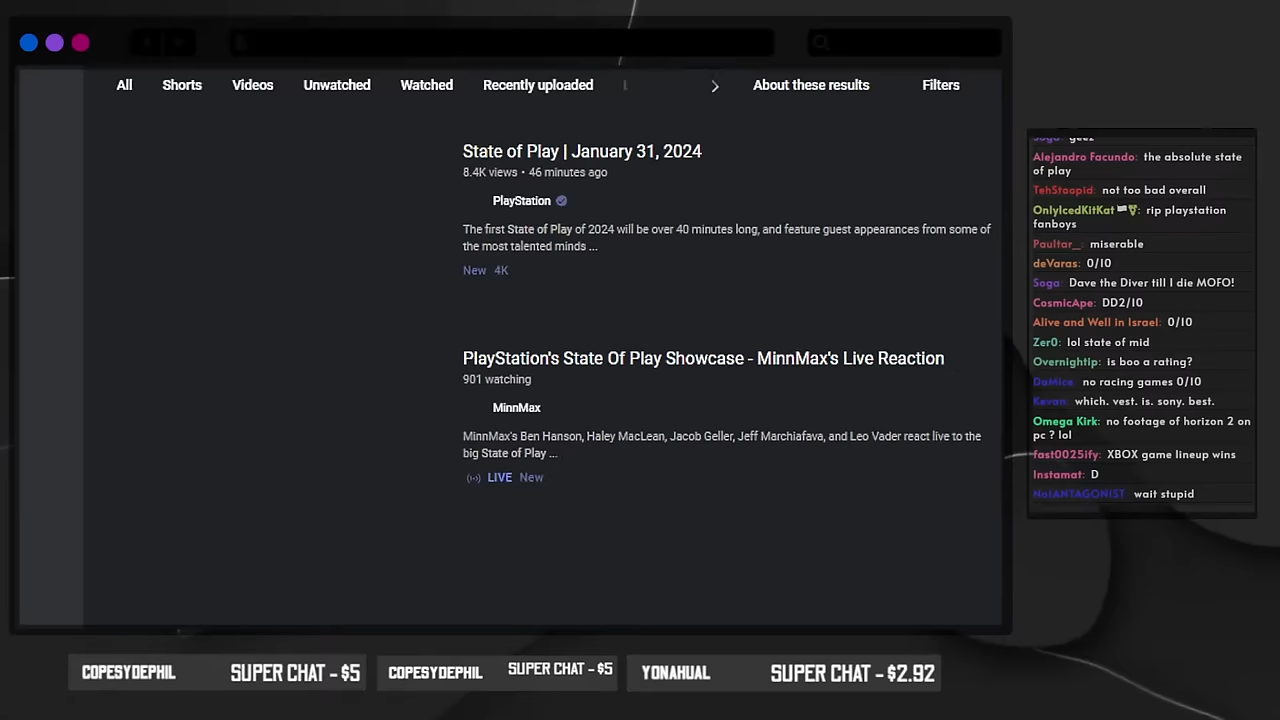 All Shorts Videos Unwatched Watched Recently uploaded About these results Filters
State of Play | January 31, 2024
8.4K views • 46 minutes ago
PlayStation
The first State of Play of 2024 will be over 40 minutes long, and feature guest appearances from some of
the most talented minds ...
New 4K
PlayStation's State Of Play Showcase - MinnMax's Live Reaction
901 watching
MinnMax
MinnMax's Ben Hanson, Haley MacLean, Jacob Geller, Jeff Marchiafava, and Leo Vader react live to the
big State of Play ...
LIVE New
Soga: geez
Alejandro Facundo: the absolute state
of play
TehStoopid: not too bad overall
OnlyIcedKitKat: rip playstation
fanboys
Paultar_: miserable
deVaras: 0/10
Soga: Dave the Diver till I die MOFO!
CosmicApe: DD2/10
Alive and Well in Israel: 0/10
Zer0: lol state of mid
Overnightip: is boo a rating?
DaMice: no racing games 0/10
Kevan: which. vest. is. sony. best.
Omega Kirk: no footage of horizon 2 on
pc ? lol
fast0025ify: XBOX game lineup wins
Instamat: D
NoIANTAGONIST wait stupid
COPESYDEPHIL SUPER CHAT - $5
COPESYDEPHIL SUPER CHAT - $5
YONAHUAL SUPER CHAT - $2.92